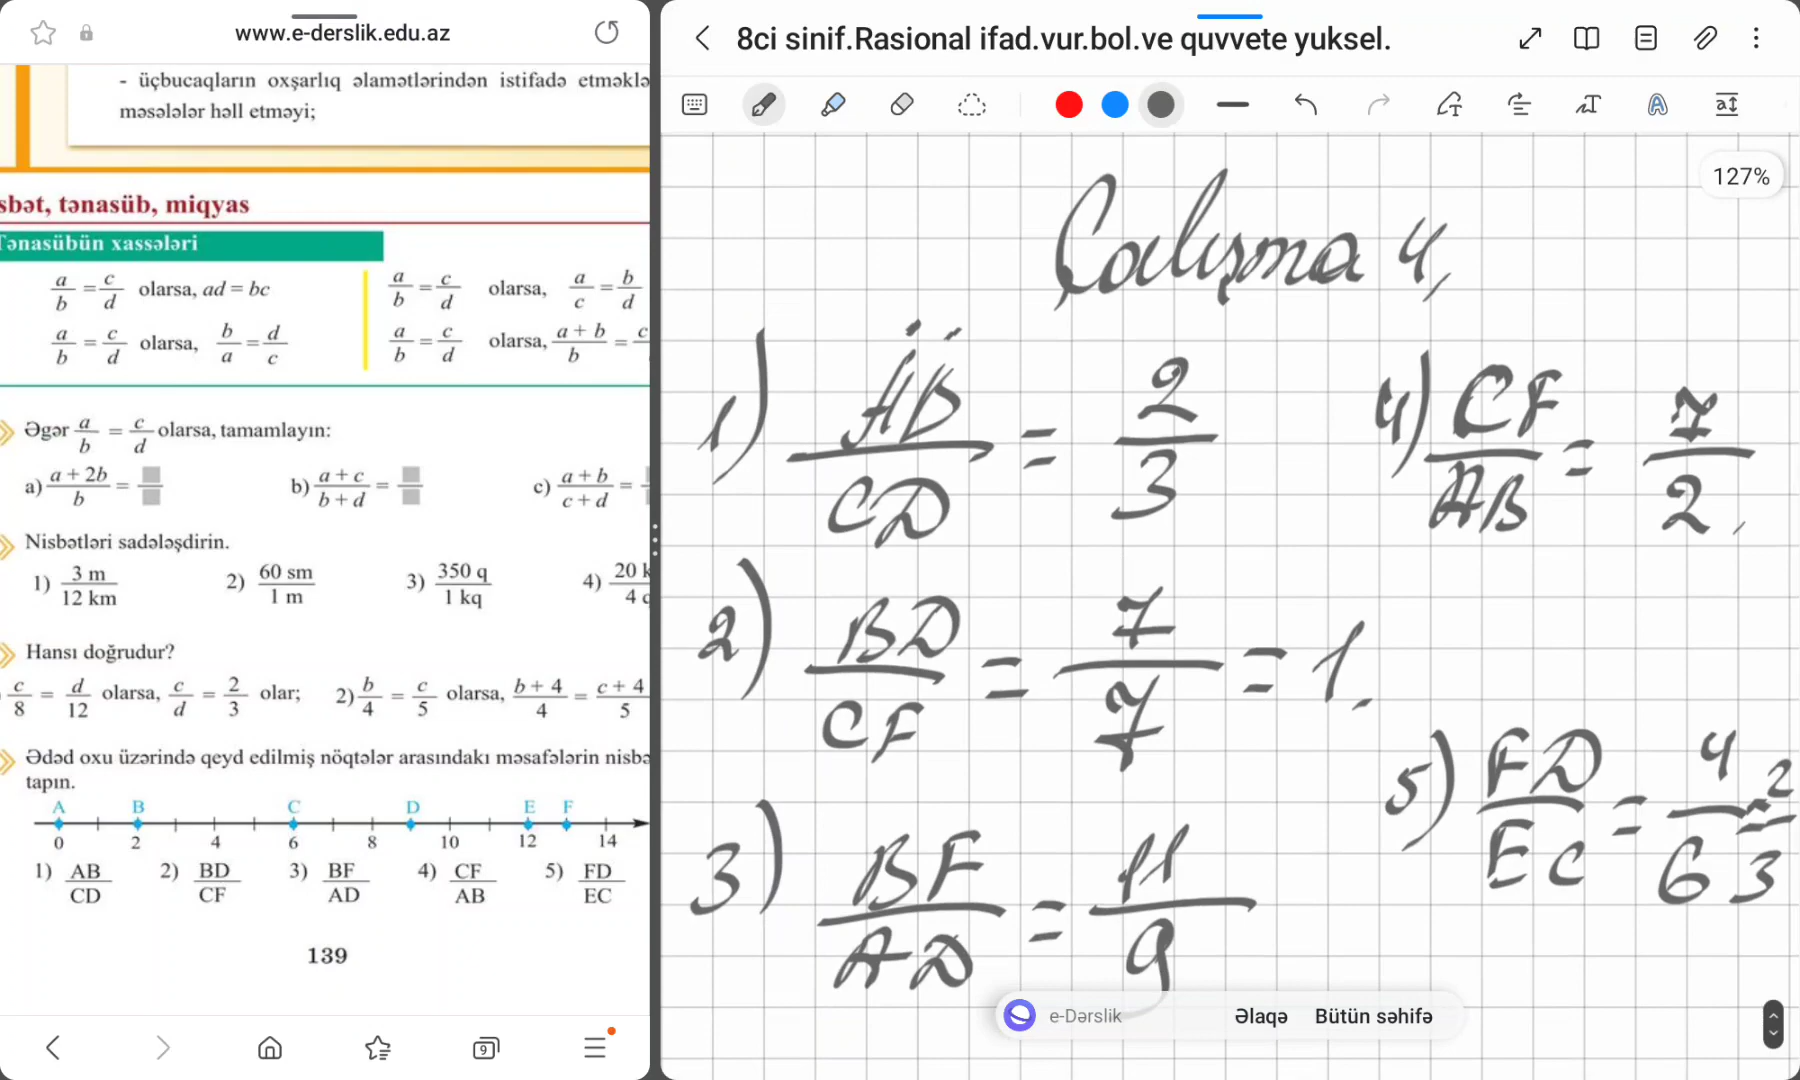 www.e-derslik.edu.az
- üçbucaqların oxşarlıq əlamətlərindən istifadə etməklə
məsələlər həll etməyi;
sbət, tənasüb, miqyas
Tənasübün xassələri
a/b = c/d olarsa, ad = bc
a/b = c/d olarsa, a/c = b/d
a/b = c/d olarsa, b/a = d/c
a/b = c/d olarsa, a + b/b = c
Əgər a/b = c/d olarsa, tamamlayın:
a) a + 2b/b =
b) a + c/b + d =
c) a + b/c + d =
Nisbətləri sadələşdirin.
1) 3 m/12 km
2) 60 sm/1 m
3) 350 q/1 kq
4) 20 k/4 q
Hansı doğrudur?
c/8 = d/12 olarsa, c/d = 2/3 olar;
2) b/4 = c/5 olarsa, b + 4/4 = c + 4/5
Ədəd oxu üzərində qeyd edilmiş nöqtələr arasındakı məsafələrin nisbə
tapın.
A B C D E F
0 2 4 6 8 10 12 14
1) AB/CD
2) BD/CF
3) BF/AD
4) CF/AB
5) FD/EC
139
9
8ci sinif.Rasional ifad.vur.bol.ve quvvete yuksel.
127%
Çalışma 4,
1) AB/CD = 2/3
2) BD/CF = 7/7 = 1.
3) BF/AD = 11/9
4) CF/AB = 7/2,
5) FD/EC = 4/6 = 2/3
e-Dərslik
Əlaqə
Bütün səhifə